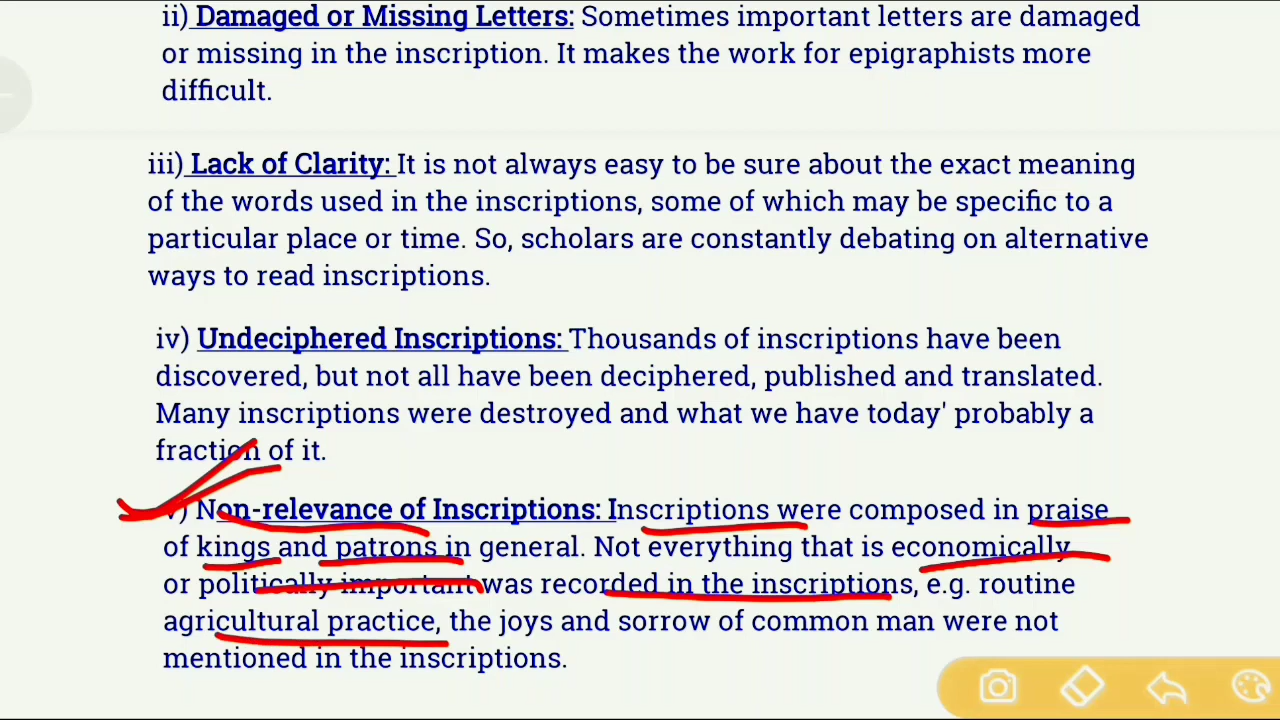 ii) Damaged or Missing Letters: Sometimes important letters are damaged
or missing in the inscription. It makes the work for epigraphists more
difficult.
iii) Lack of Clarity: It is not always easy to be sure about the exact meaning
of the words used in the inscriptions, some of which may be specific to a
particular place or time. So, scholars are constantly debating on alternative
ways to read inscriptions.
iv) Undeciphered Inscriptions: Thousands of inscriptions have been
discovered, but not all have been deciphered, published and translated.
Many inscriptions were destroyed and what we have today' probably a
fraction of it.
v) Non-relevance of Inscriptions: Inscriptions were composed in praise
of kings and patrons in general. Not everything that is economically
or politically important was recorded in the inscriptions, e.g. routine
agricultural practice, the joys and sorrow of common man were not
mentioned in the inscriptions.